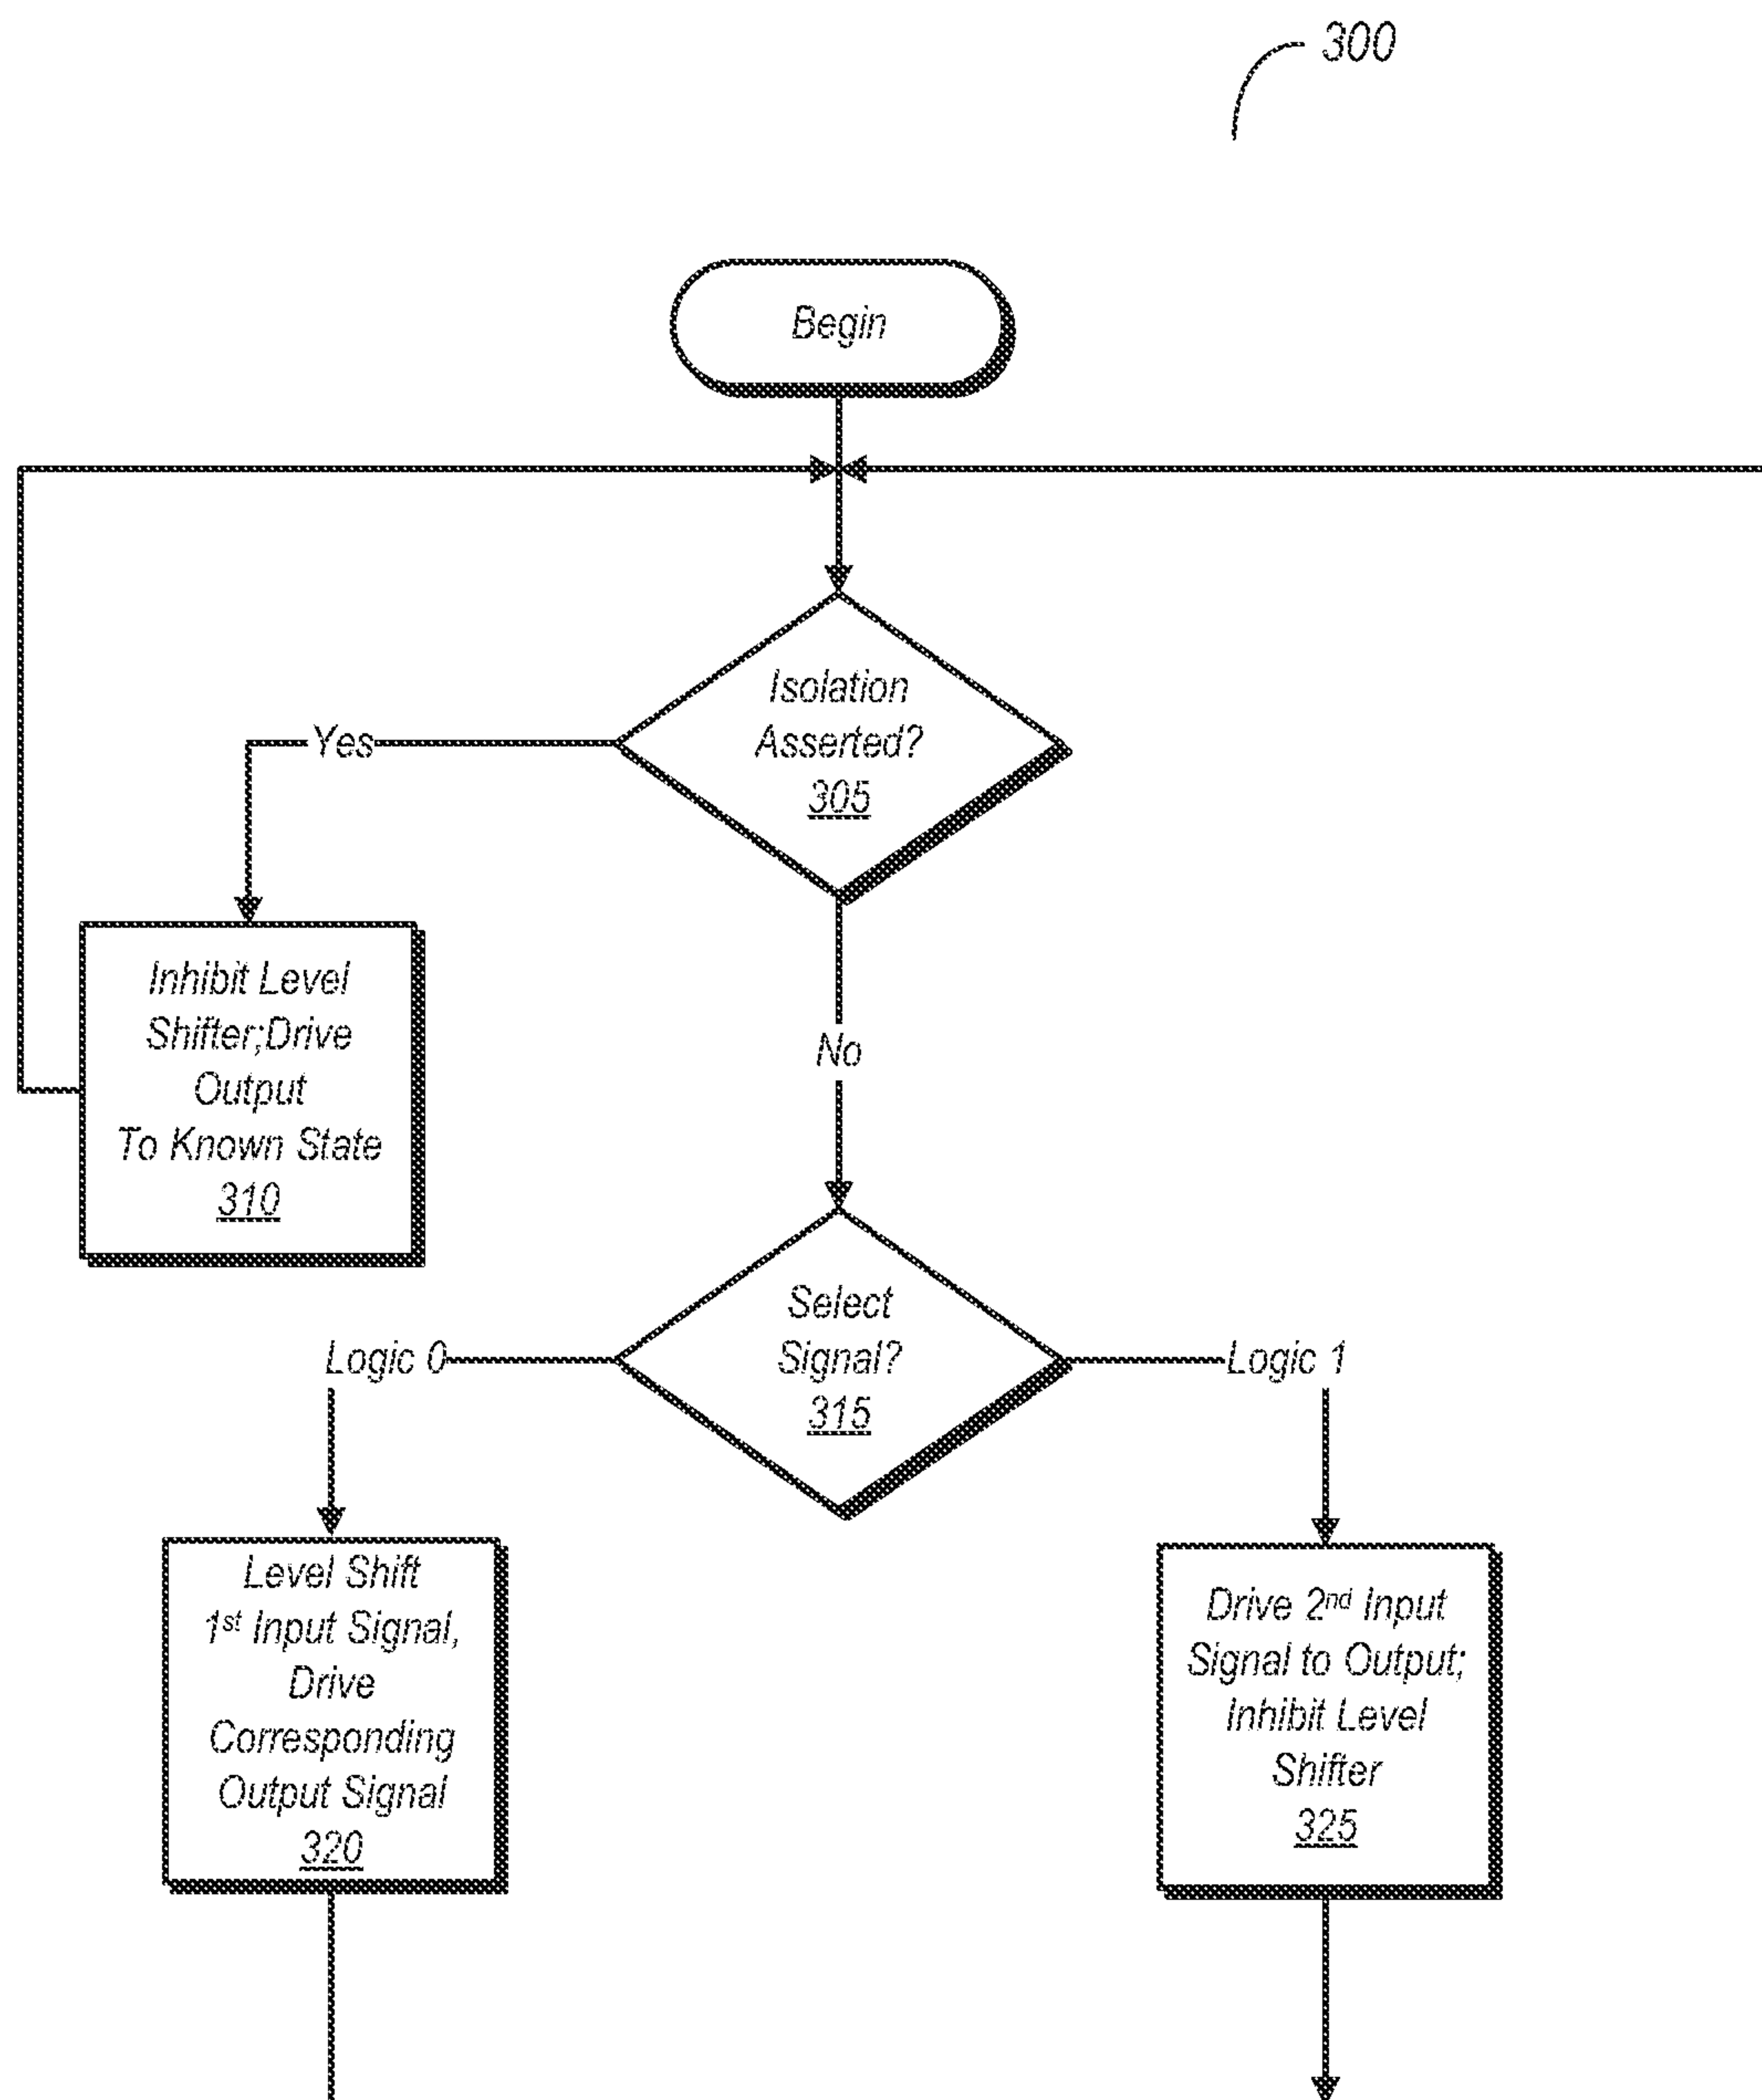 300
Begin
Isolation
Asserted?
305
Yes
Inhibit Level
Shifter;Drive
Output
To Known State
310
No
Select
Signal?
315
Logic 0
Logic 1
Level Shift
1st Input Signal,
Drive
Corresponding
Output Signal
320
Drive 2nd Input
Signal to Output;
Inhibit Level
Shifter
325